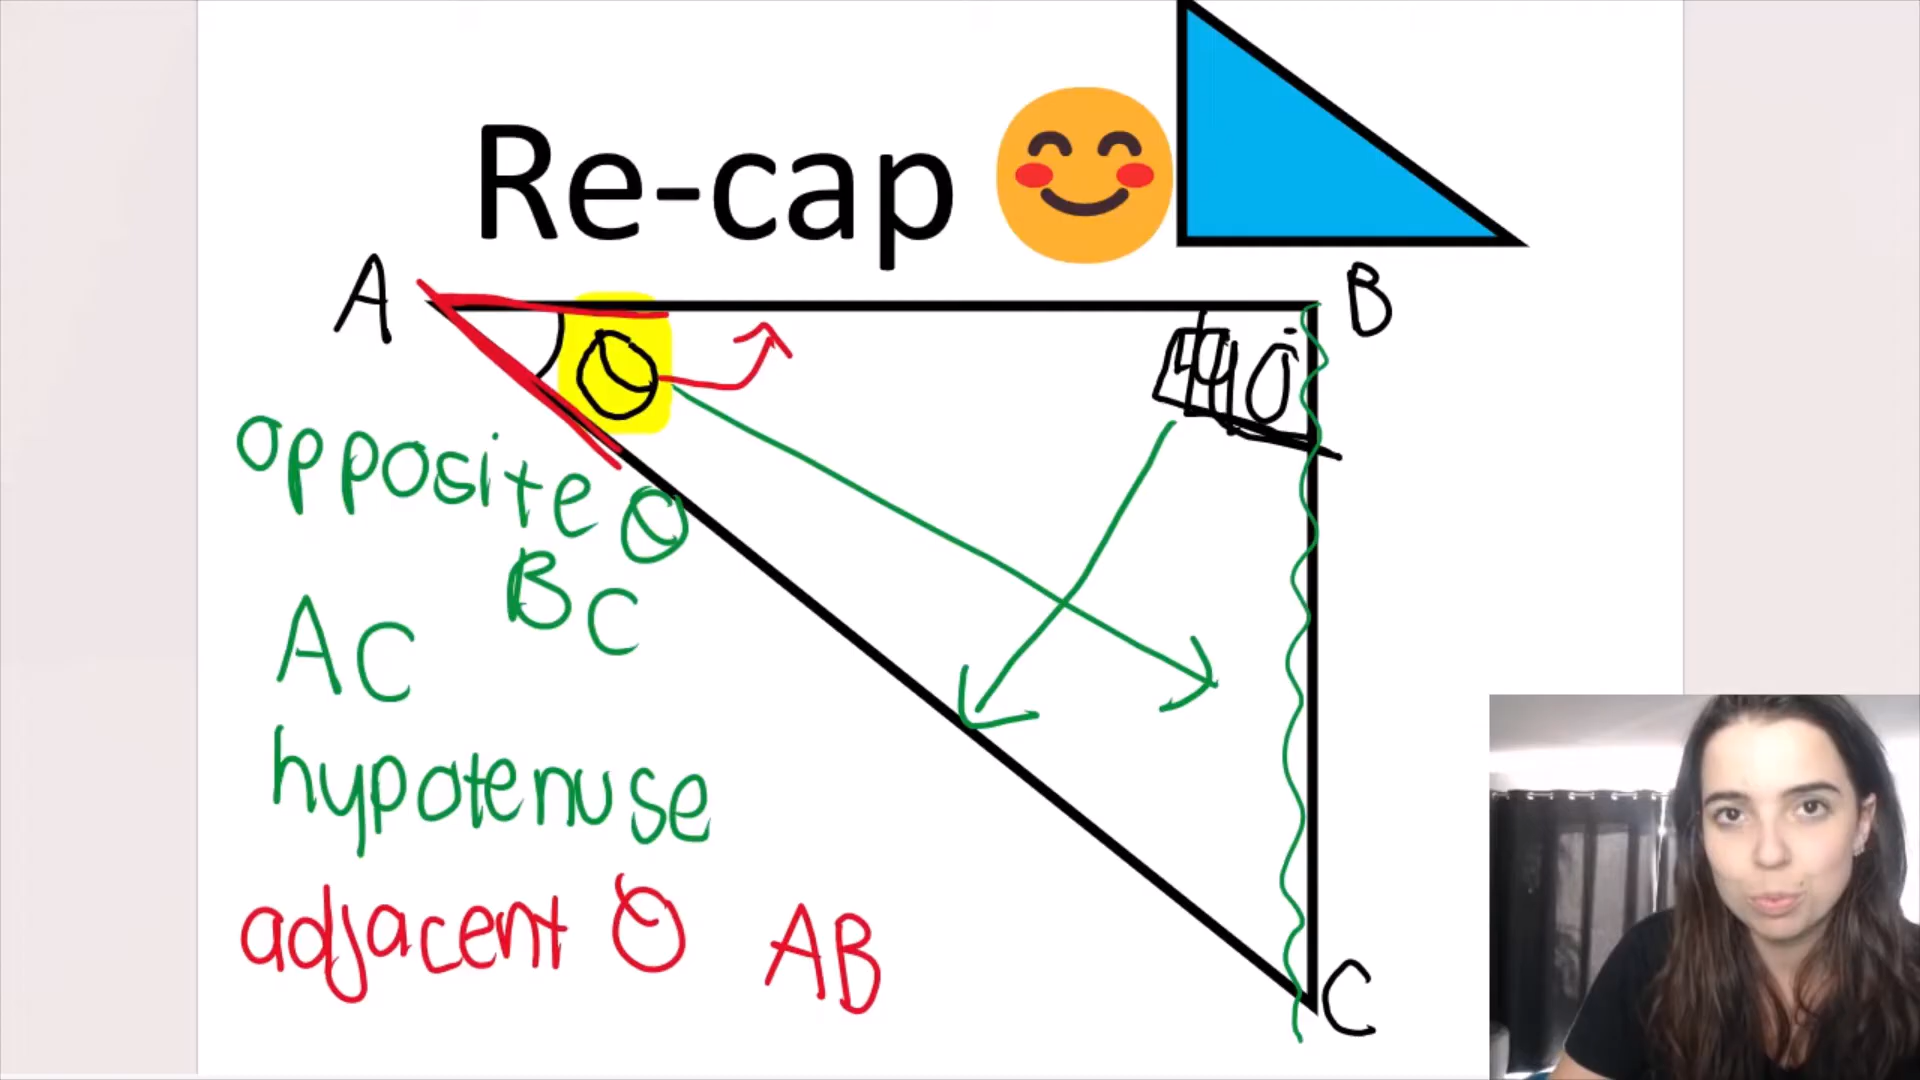 Re-cap
A
B
opposite θ
BC
AC
hypotenuse
adjacent θ AB
C